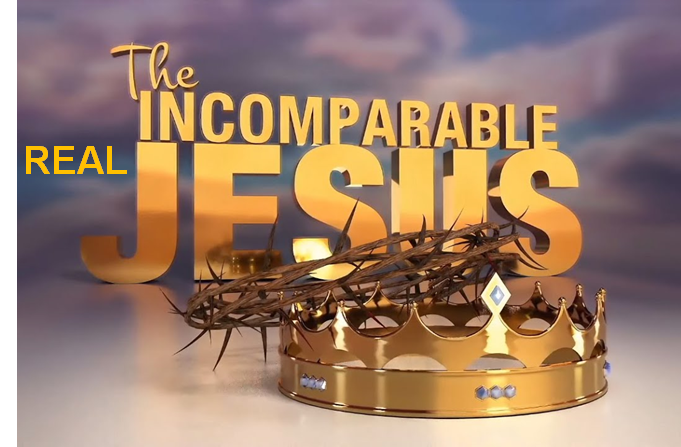 The
INCOMPARABLE
REAL
JESUS